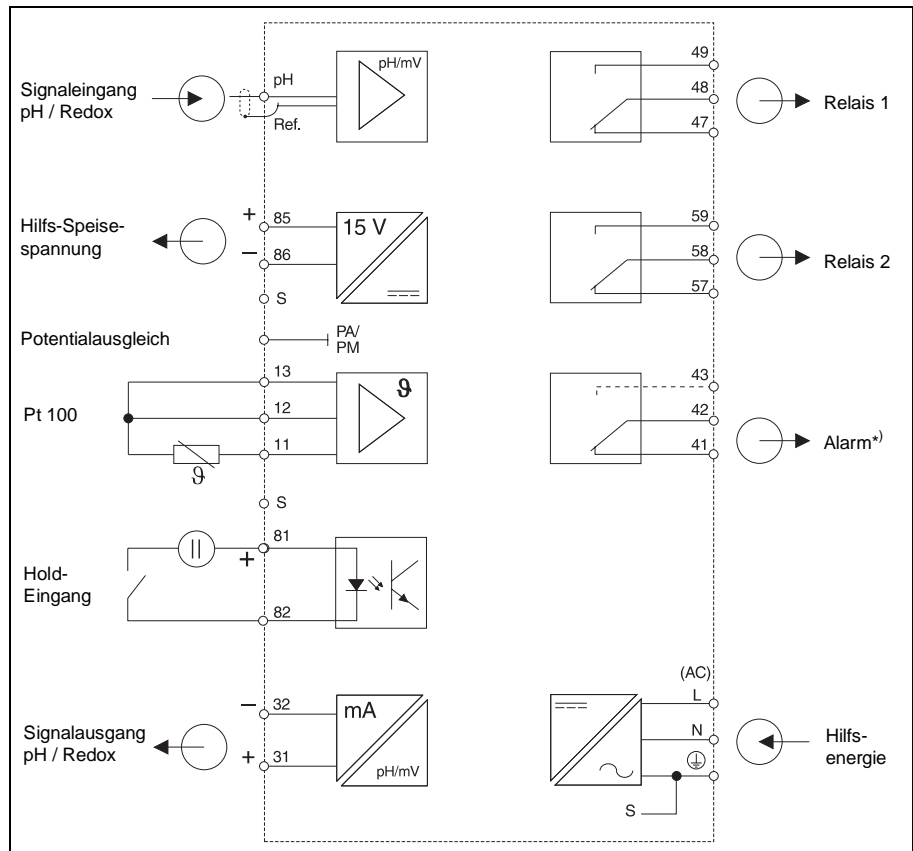 Signaleingang
pH / Redox
pH
Ref.
pH/mV
49
48
47
Relais 1
Hilfs-Speise-
spannung
+
85
–
86
15 V
S
59
58
57
Relais 2
Potentialausgleich
PA/
PM
Pt 100
13
12
11
ϑ
ϑ
S
43
42
41
Alarm*)
Hold-
Eingang
81
+
82
Signalausgang
pH / Redox
–
32
+
31
mA
pH/mV
(AC)
L
N
S
Hilfs-
energie